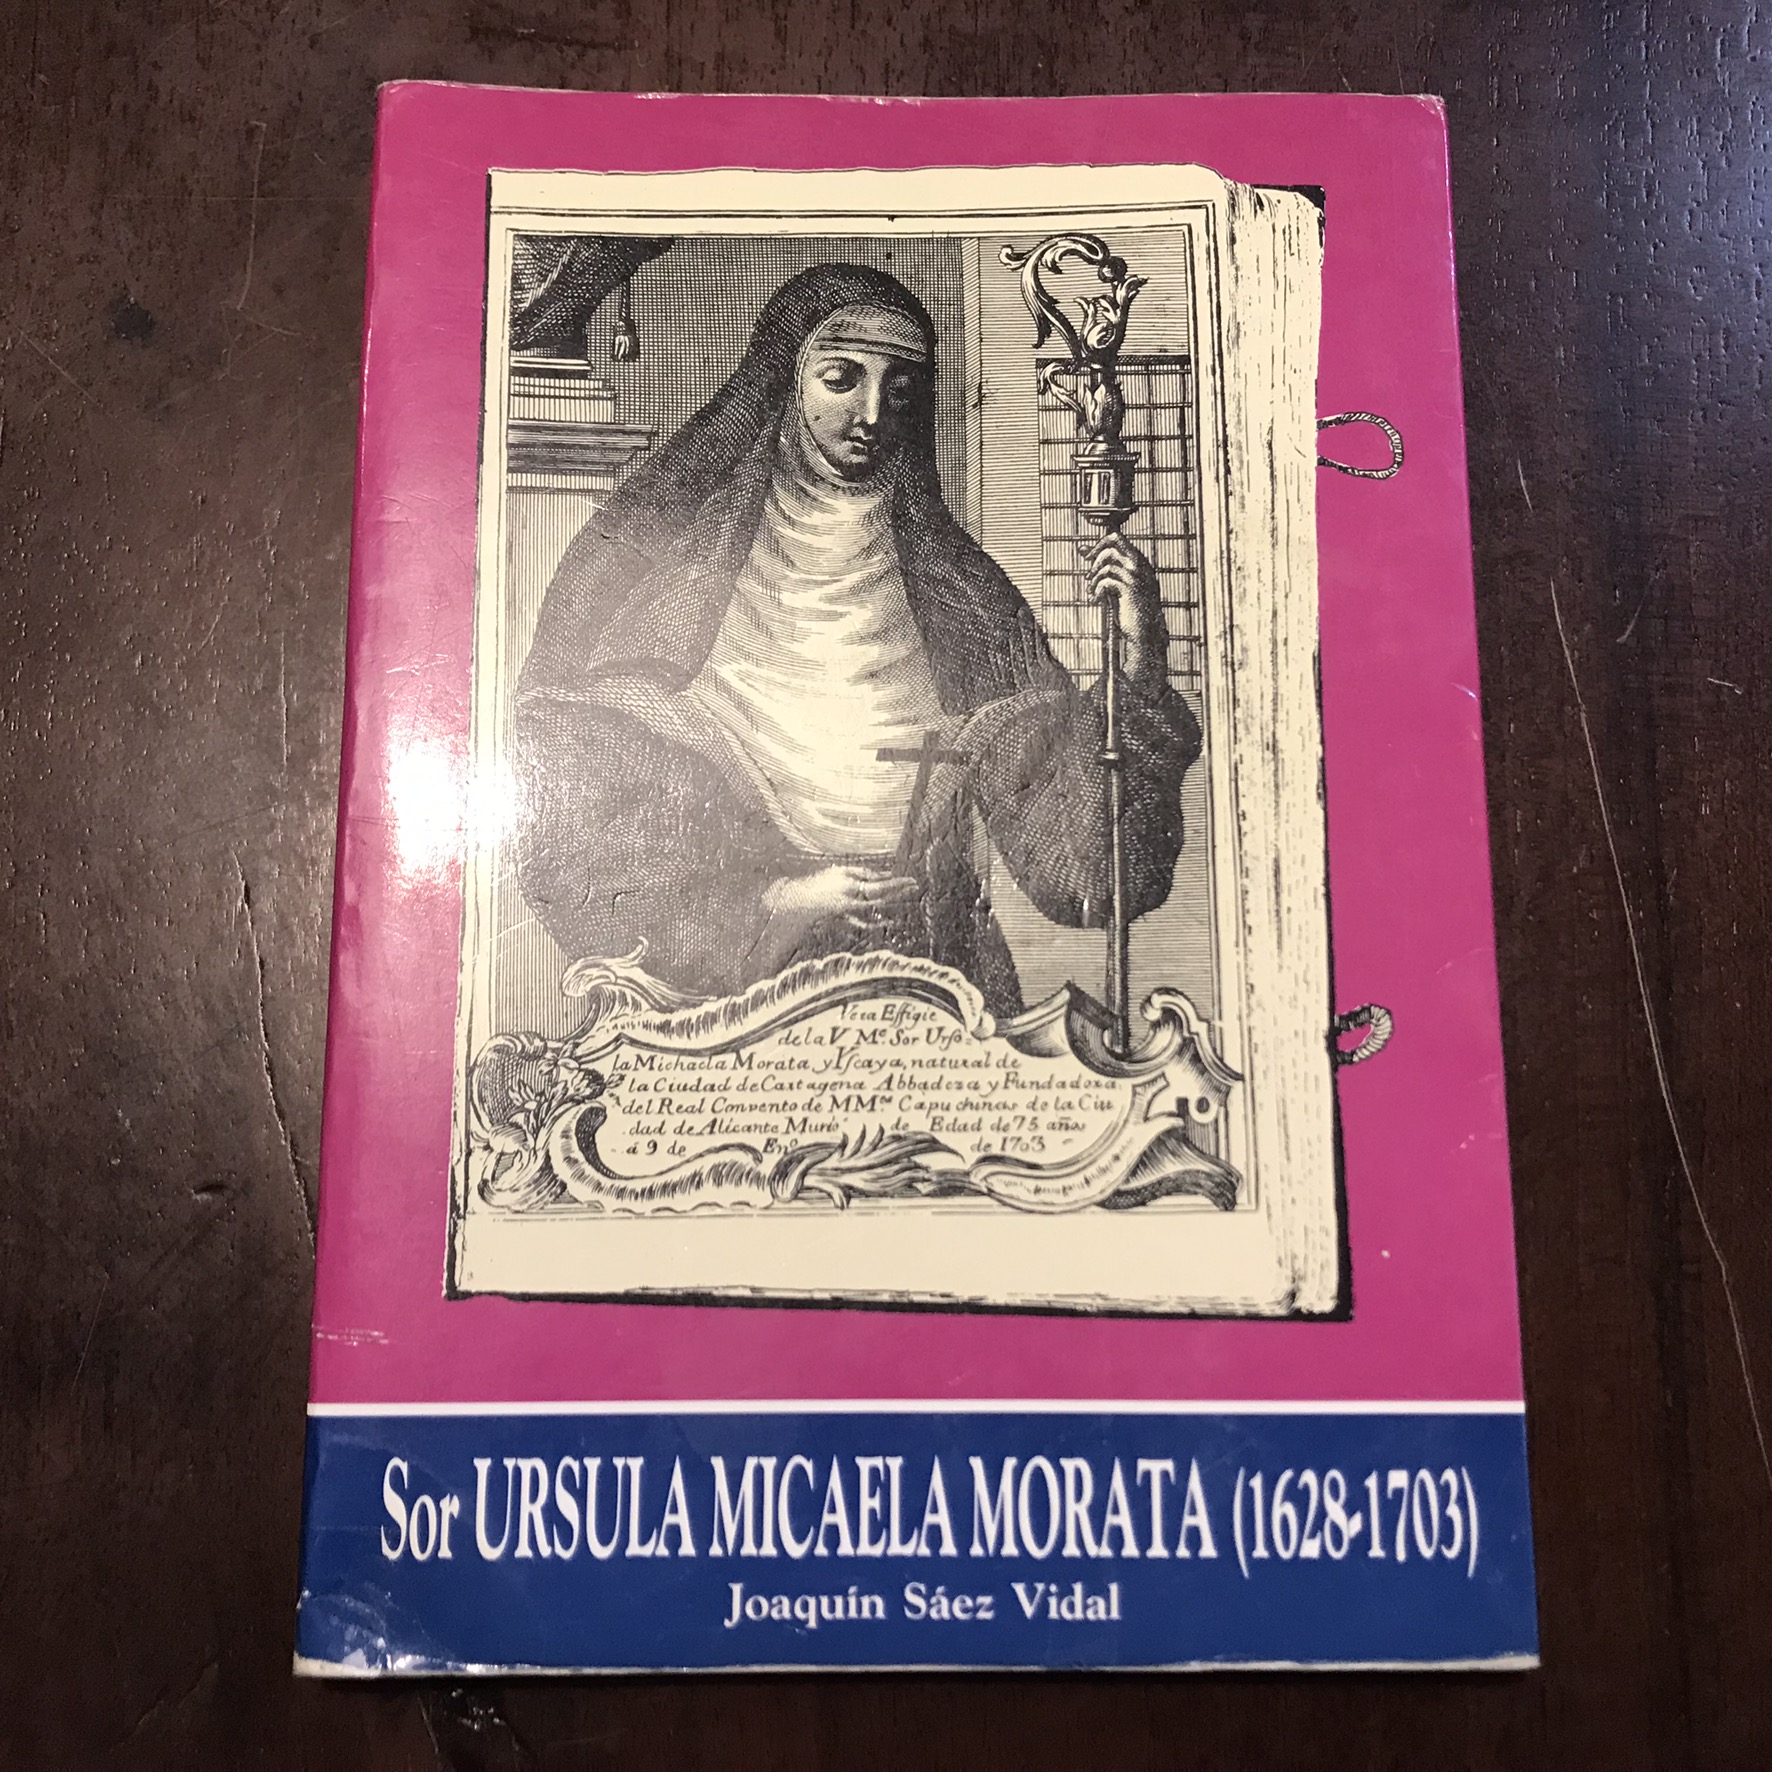 Vera Effigie
de la V. Mᵉ. Sor Urso=
la Michaela Morata, y Yscaya, natural de
la Ciudad de Cartagena Abbadeza y Fundadora
del Real Convento de MMᵉˢ Capuchinas de la Ciu
dad de Alicante Murió de Edad de 75 años
á 9 de Enº de 1703
Sor URSULA MICAELA MORATA (1628-1703)
Joaquín Sáez Vidal